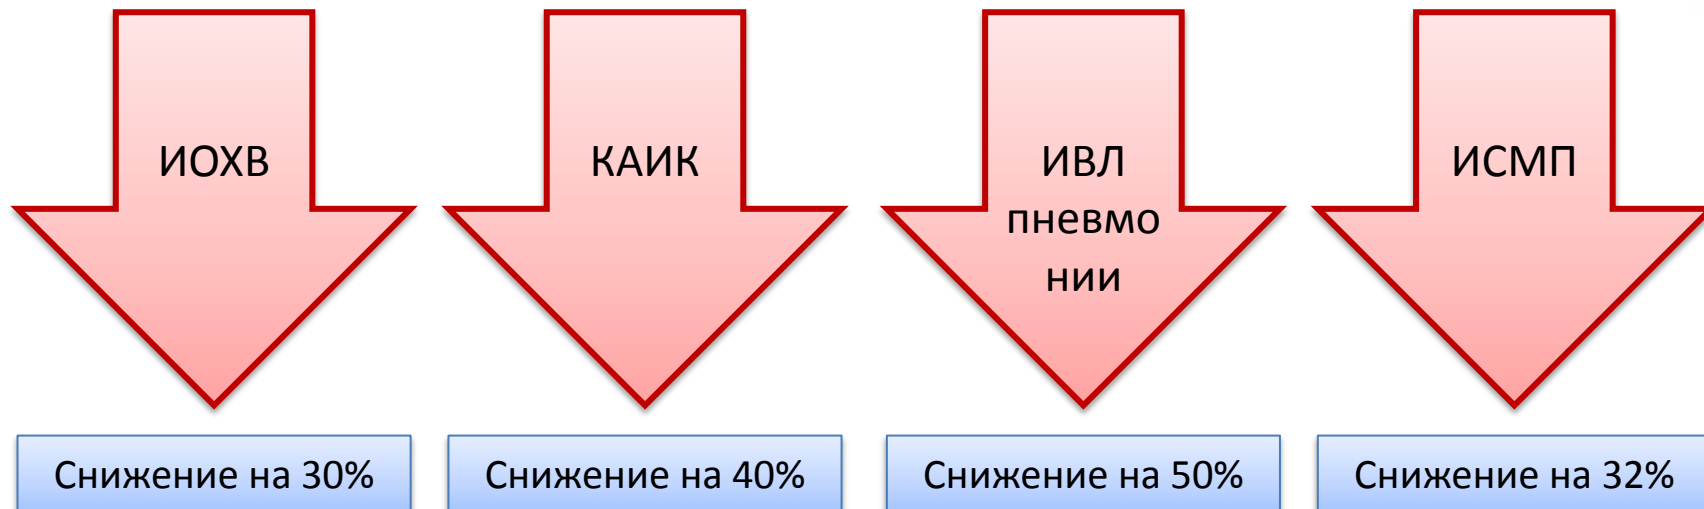 ИОХВ
КАИК
ИВЛ
пневмо
нии
ИСМП
Снижение на 30%
Снижение на 40%
Снижение на 50%
Снижение на 32%